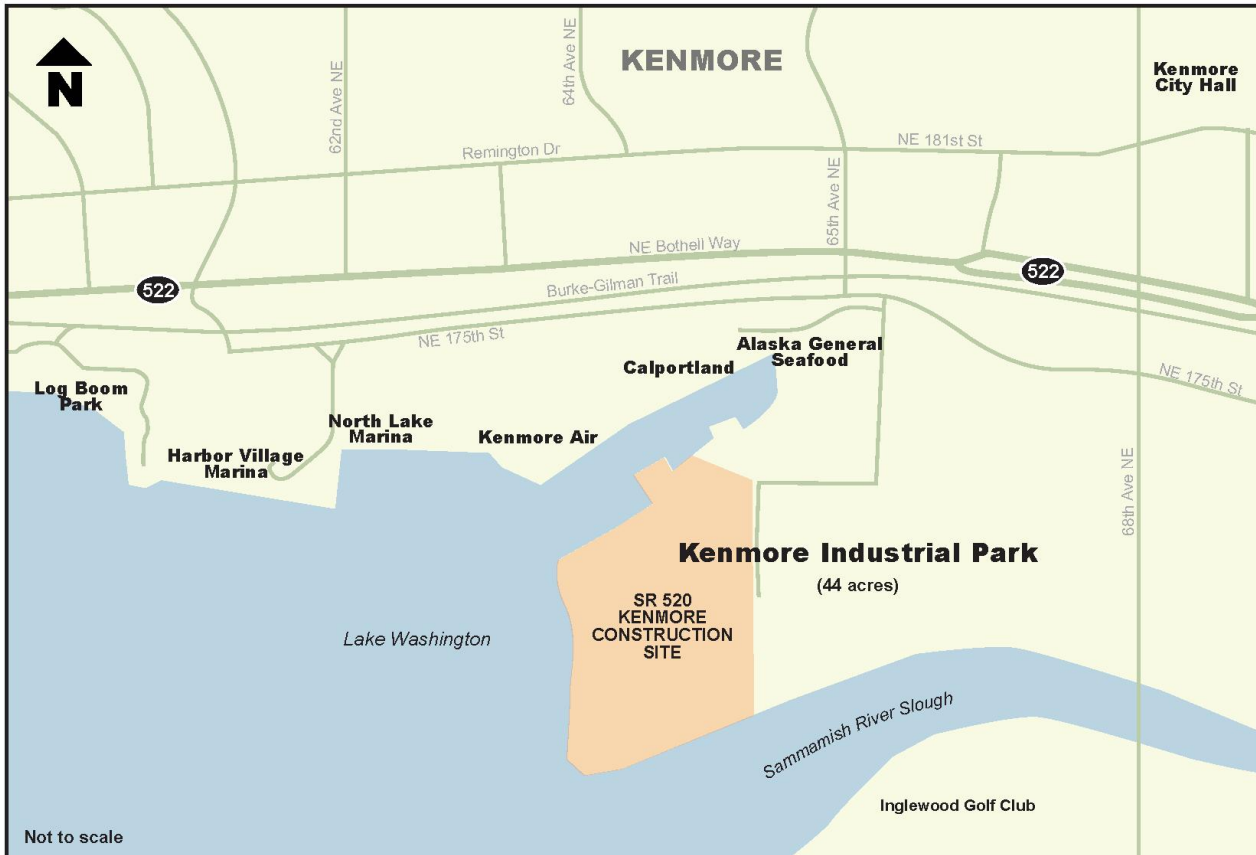 N
62nd Ave NE
64th Ave NE
KENMORE
Kenmore
City Hall
Remington Dr
NE 181st St
65th Ave NE
NE Bothell Way
522
522
Burke-Gilman Trail
NE 175th St
Alaska General
Seafood
Calportland
NE 175th St
Log Boom
Park
North Lake
Marina
Kenmore Air
Harbor Village
Marina
68th Ave NE
Kenmore Industrial Park
(44 acres)
SR 520
KENMORE
CONSTRUCTION
SITE
Lake Washington
Sammamish River Slough
Inglewood Golf Club
Not to scale